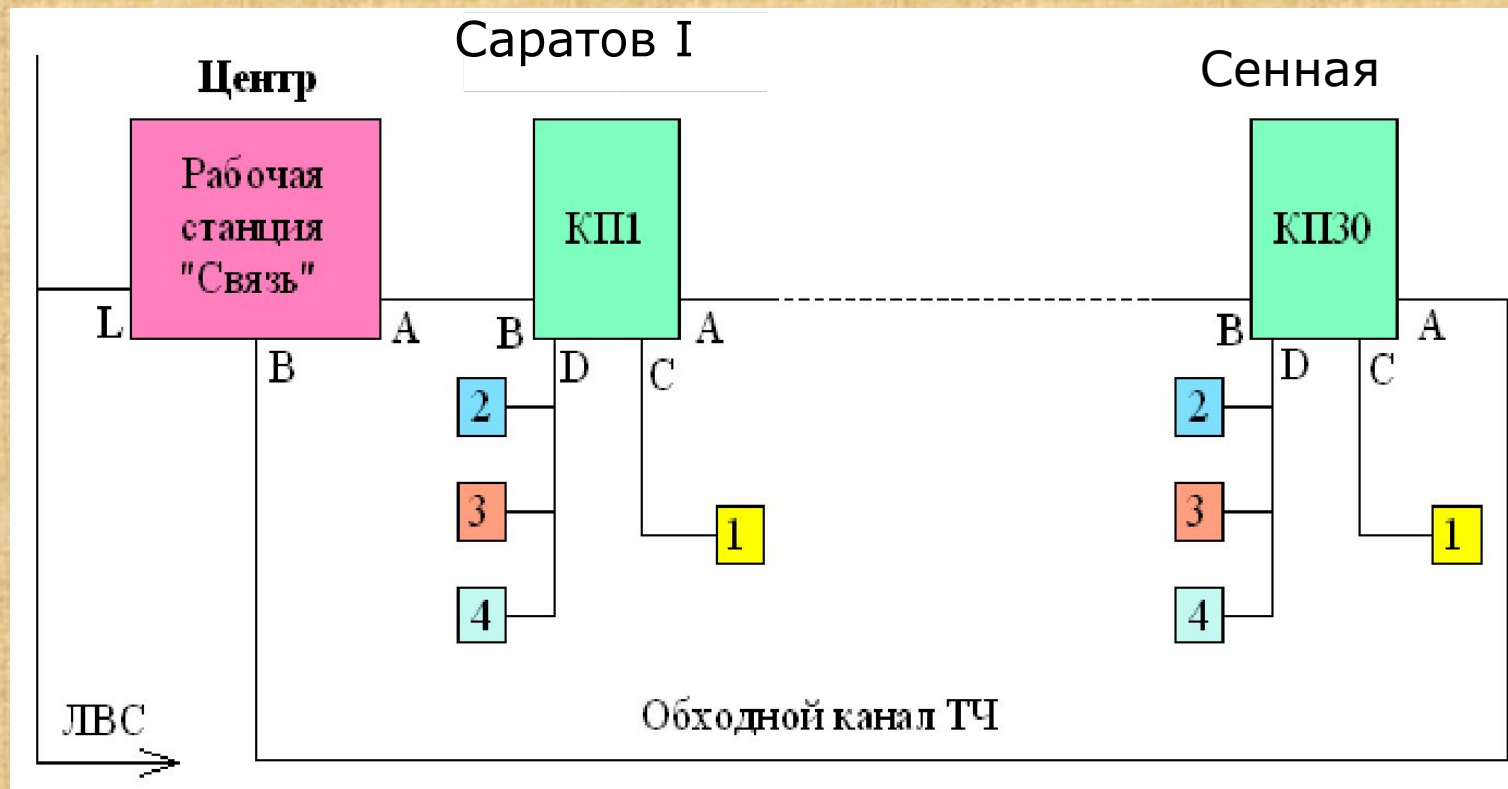 Саратов I
Сенная
Центр
Рабочая
станция
"Связь"
КП1
КП30
L
A
B
B
A
D
C
B
A
D
C
2
3
1
4
2
3
1
4
ЛВС
Обходной канал ТЧ